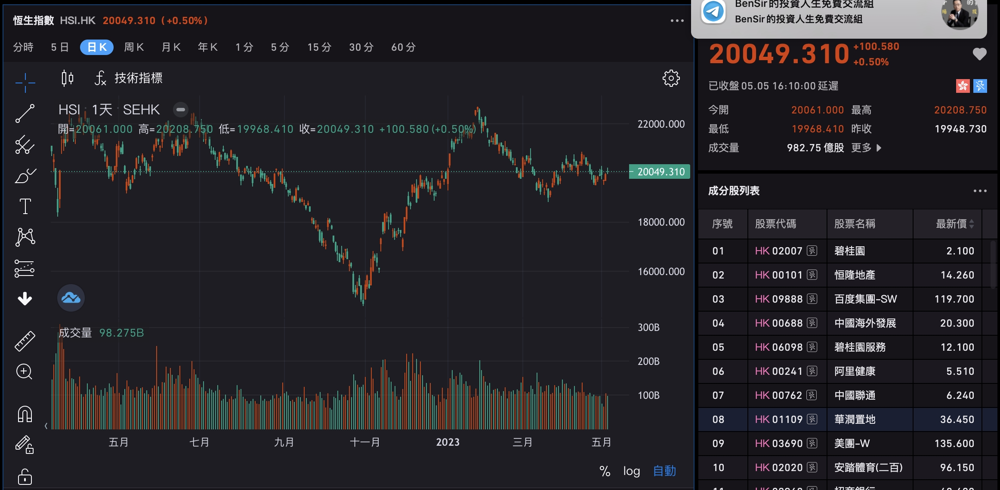 恆生指數 HSI.HK 20049.310 (+0.50%)
分時 5日 日K 周K 月K 年K 1分 5分 15分 30分 60分
技術指標
HSI · 1天 · SEHK
開=20061.000 高=20208.750 低=19968.410 收=20049.310 +100.580 (+0.50%)
22000.000
20049.310
18000.000
16000.000
成交量 98.275B
300B
200B
100B
五月 七月 九月 十一月 2023 三月 五月
% log 自動
BenSir的投資人生免費交流組
BenSir的投資人生免費交流組
20049.310 +100.580
+0.50%
已收盤 05.05 16:10:00 延遲
今開 20061.000 最高 20208.750
最低 19968.410 昨收 19948.730
成交量 982.75 億股 更多
成分股列表
序號 股票代碼 股票名稱 最新價
01 HK 02007 碧桂園 2.100
02 HK 00101 恒隆地產 14.260
03 HK 09888 百度集團-SW 119.700
04 HK 00688 中國海外發展 20.300
05 HK 06098 碧桂園服務 12.100
06 HK 00241 阿里健康 5.510
07 HK 00762 中國聯通 6.240
08 HK 01109 華潤置地 36.450
09 HK 03690 美團-W 135.600
10 HK 02020 安踏體育(二百) 96.150